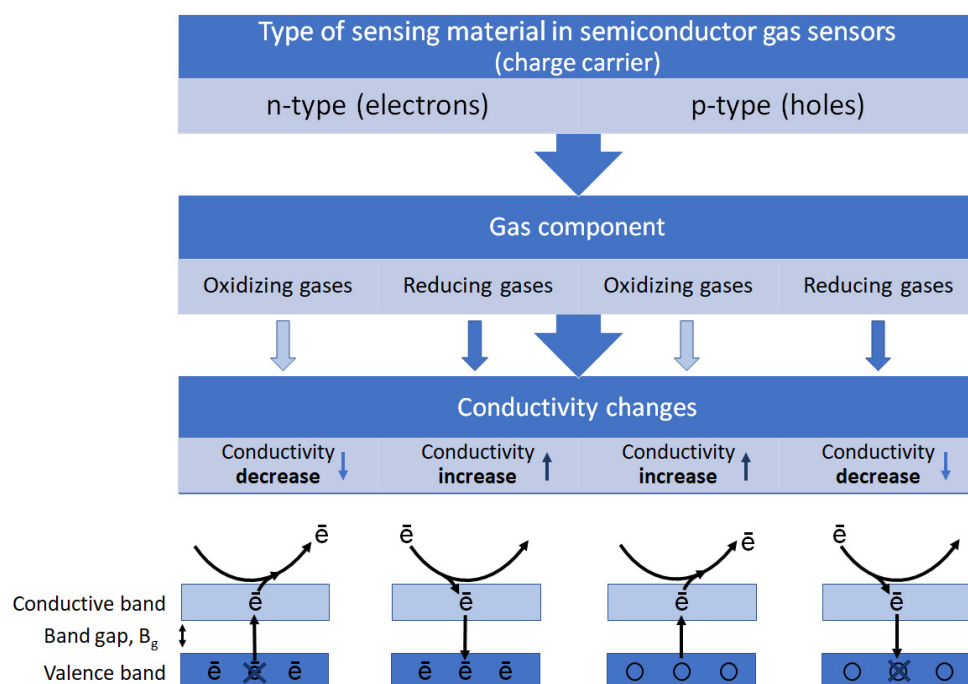 Type of sensing material in semiconductor gas sensors
(charge carrier)
n-type (electrons) p-type (holes)
Gas component
Oxidizing gases Reducing gases Oxidizing gases Reducing gases
Conductivity changes
Conductivity decrease
Conductivity increase
Conductivity increase
Conductivity decrease
ē ē ē ē
Conductive band ē ē ē ē
Band gap, Bg
Valence band ē ē ē ē ē ē O O O O O O